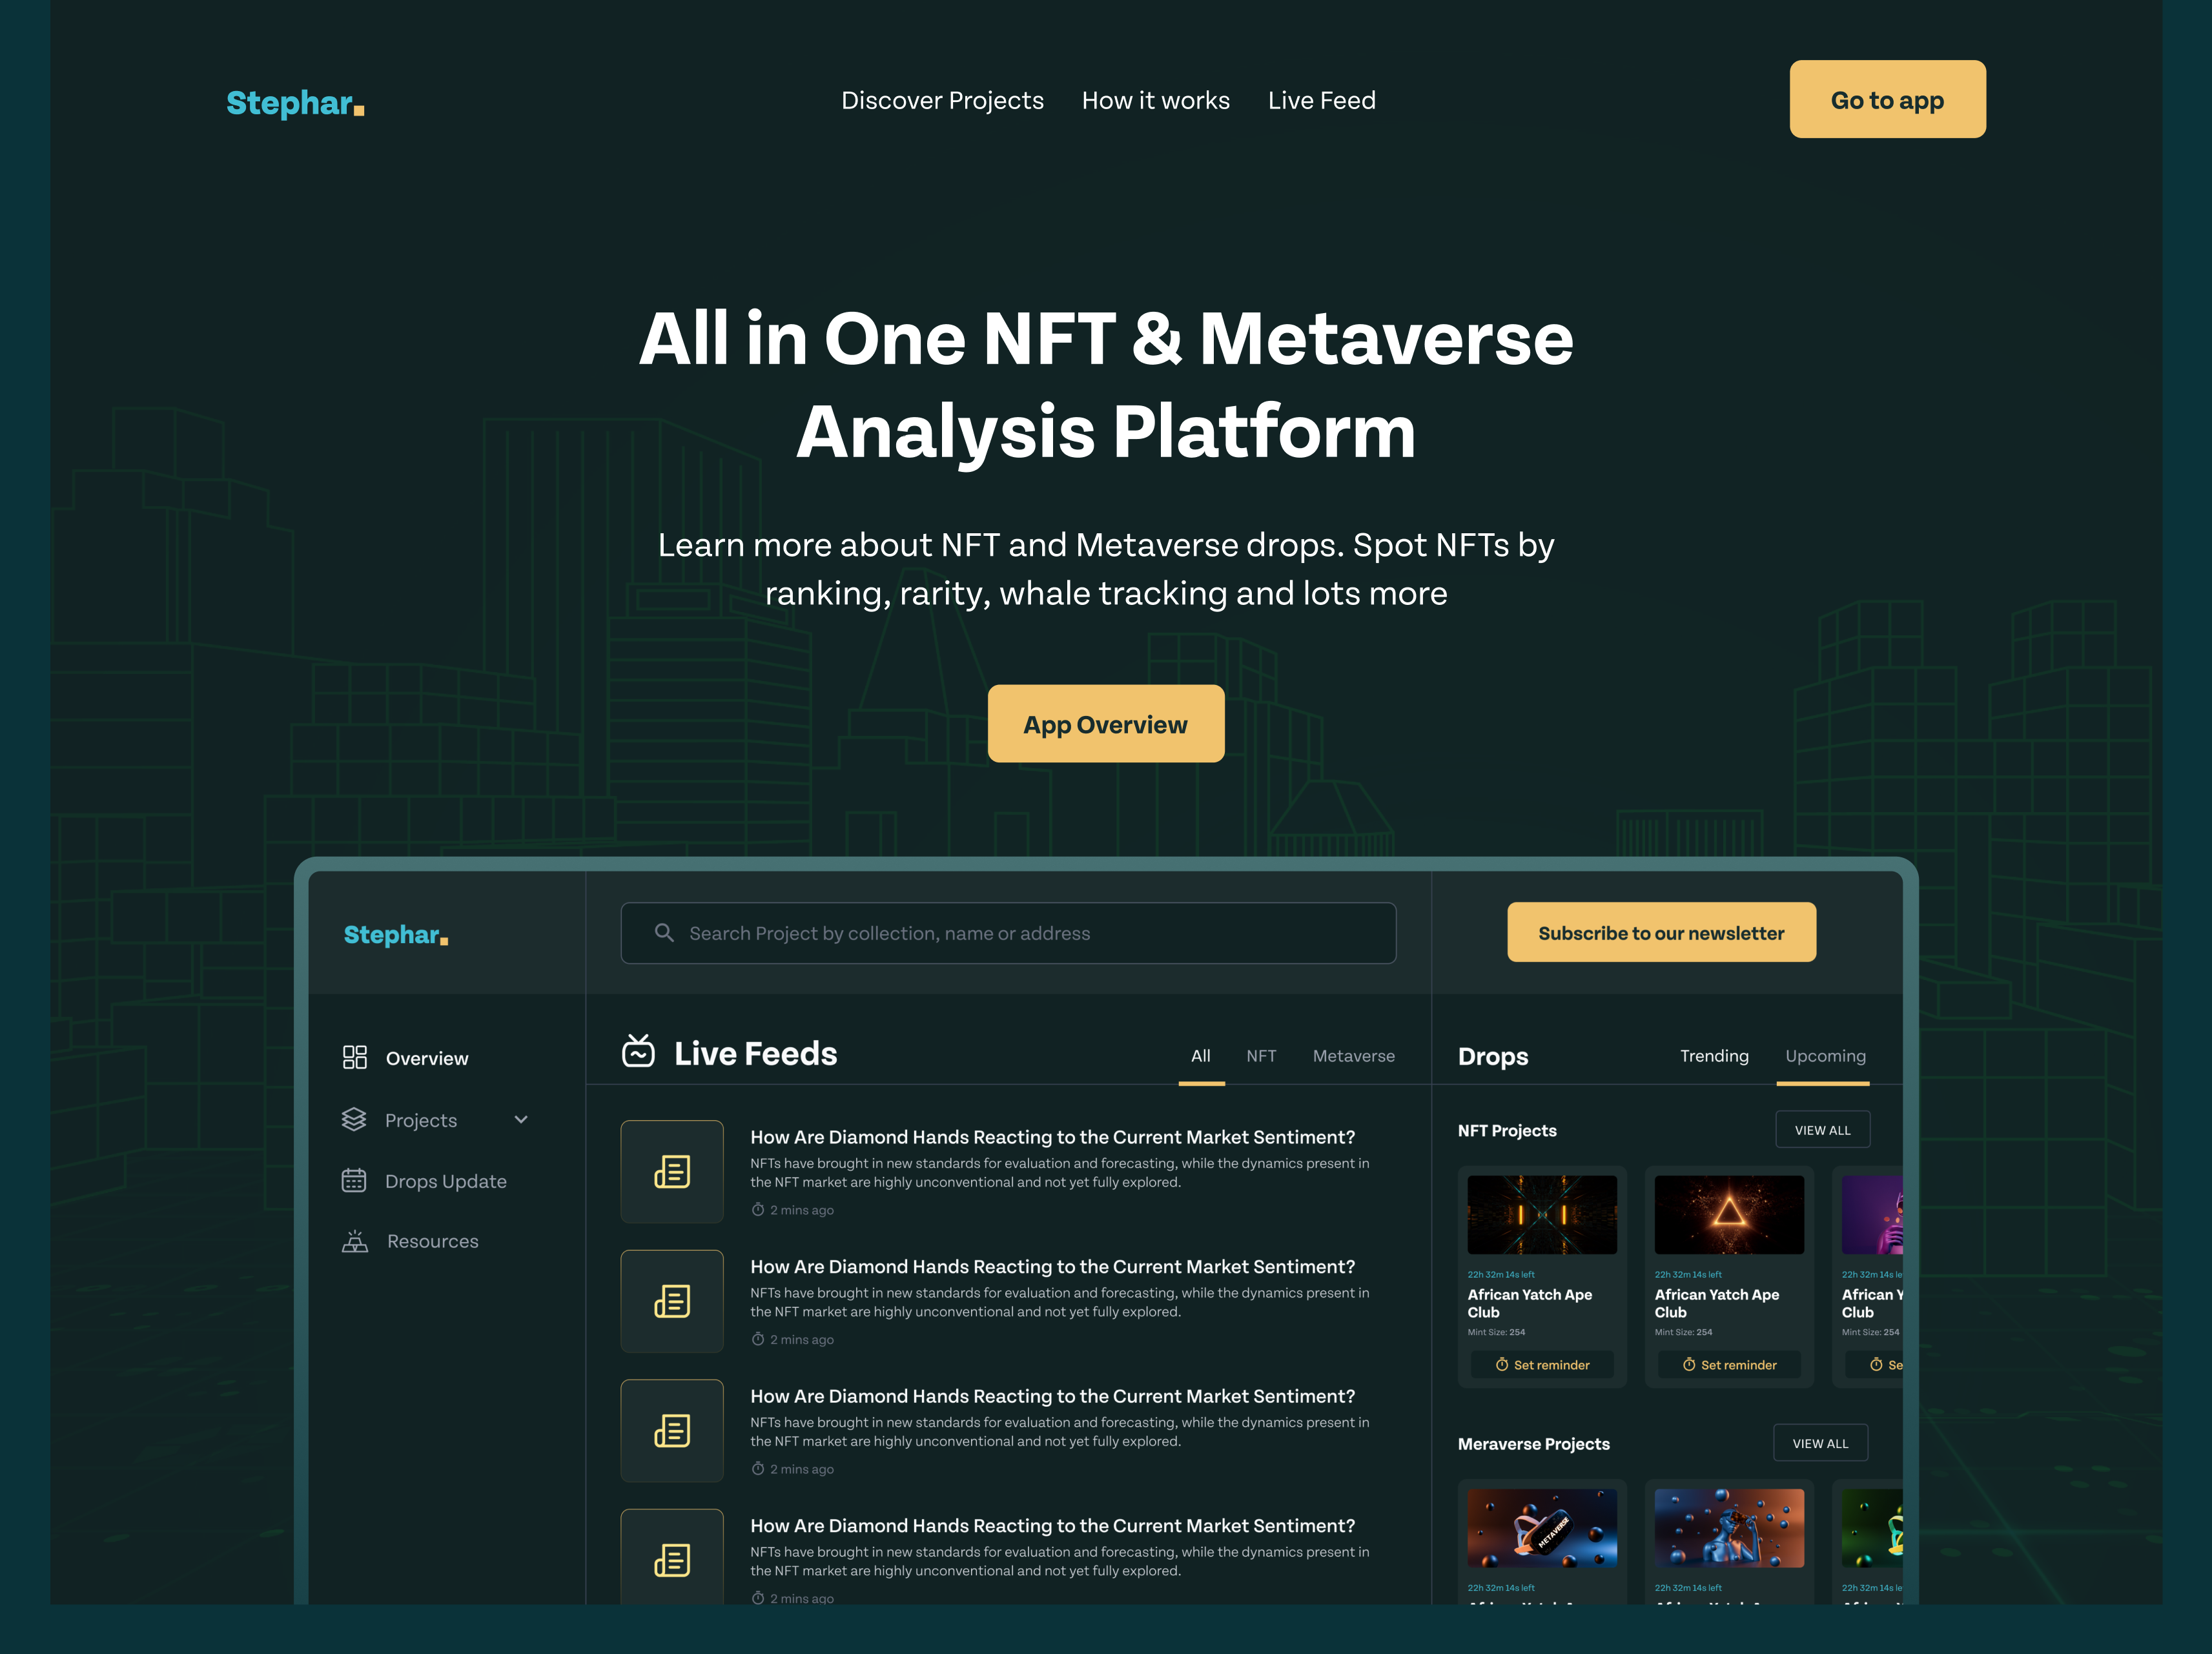 Stephar.
Discover Projects
How it works
Live Feed
Go to app
All in One NFT & Metaverse
Analysis Platform
Learn more about NFT and Metaverse drops. Spot NFTs by
ranking, rarity, whale tracking and lots more
App Overview
Stephar.
Search Project by collection, name or address
Subscribe to our newsletter
Overview
Projects
Drops Update
Resources
Live Feeds
All
NFT
Metaverse
How Are Diamond Hands Reacting to the Current Market Sentiment?
NFTs have brought in new standards for evaluation and forecasting, while the dynamics present in
the NFT market are highly unconventional and not yet fully explored.
2 mins ago
How Are Diamond Hands Reacting to the Current Market Sentiment?
NFTs have brought in new standards for evaluation and forecasting, while the dynamics present in
the NFT market are highly unconventional and not yet fully explored.
2 mins ago
How Are Diamond Hands Reacting to the Current Market Sentiment?
NFTs have brought in new standards for evaluation and forecasting, while the dynamics present in
the NFT market are highly unconventional and not yet fully explored.
2 mins ago
How Are Diamond Hands Reacting to the Current Market Sentiment?
NFTs have brought in new standards for evaluation and forecasting, while the dynamics present in
the NFT market are highly unconventional and not yet fully explored.
2 mins ago
Drops
Trending
Upcoming
NFT Projects
VIEW ALL
22h 32m 14s left
African Yatch Ape
Club
Mint Size: 254
Set reminder
22h 32m 14s left
African Yatch Ape
Club
Mint Size: 254
Set reminder
22h 32m 14s le
African Y
Club
Mint Size: 254
Se
Meraverse Projects
VIEW ALL
METAVERSE
22h 32m 14s left
22h 32m 14s left
22h 32m 14s le